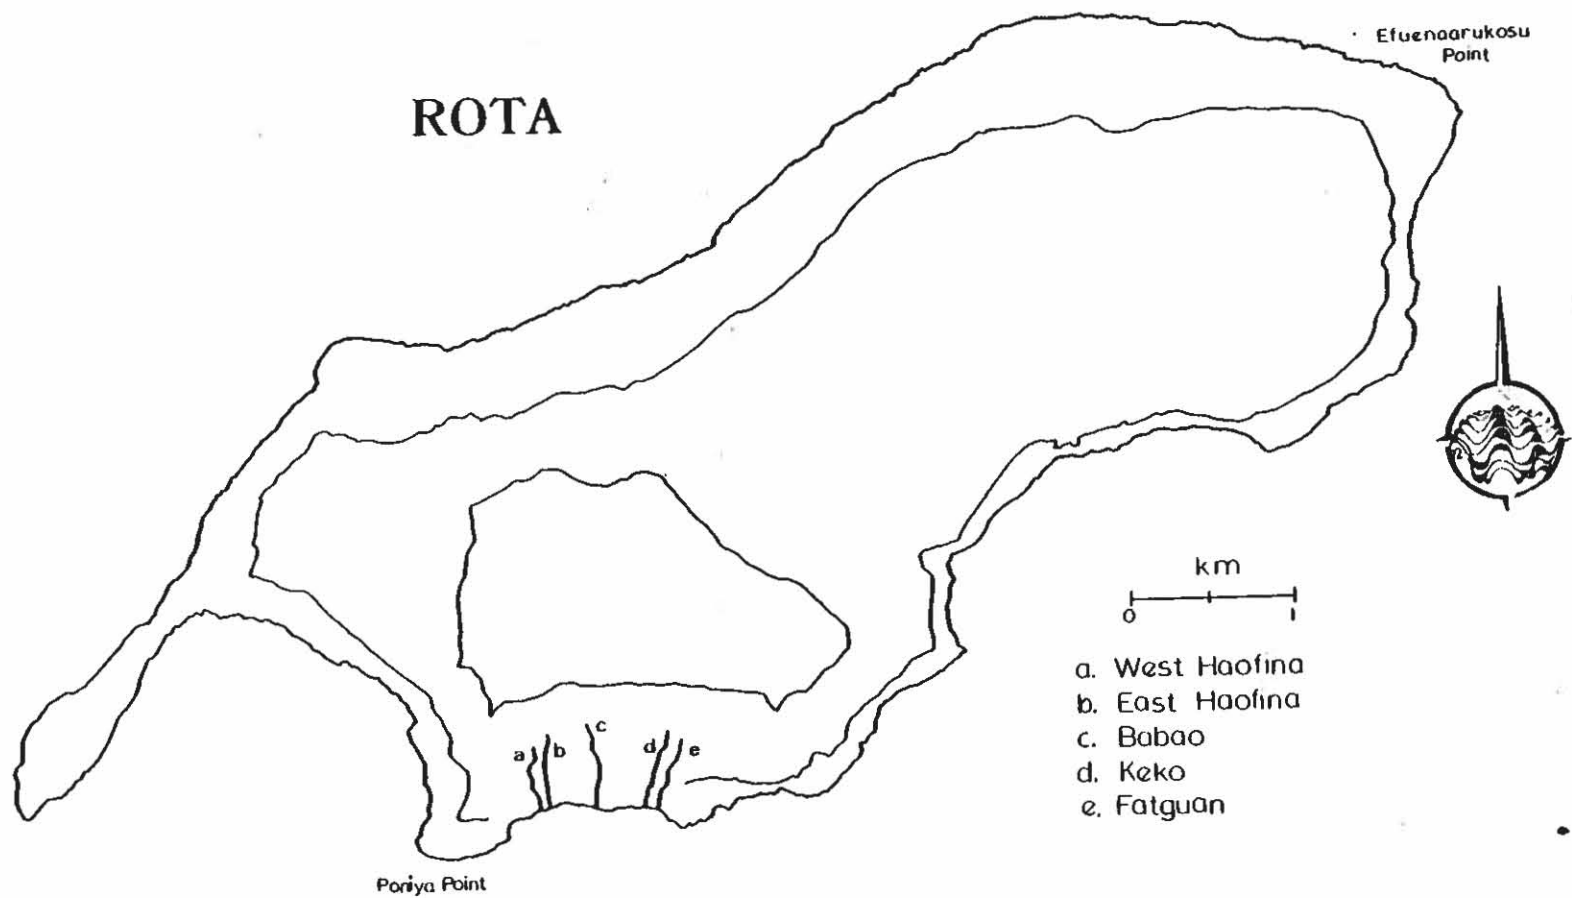 Efuenaarukosu
Point
ROTA
km
0 1
a. West Haofina
b. East Haofina
c. Babao
d. Keko
e. Fatguan
c
a b d e
Poniya Point